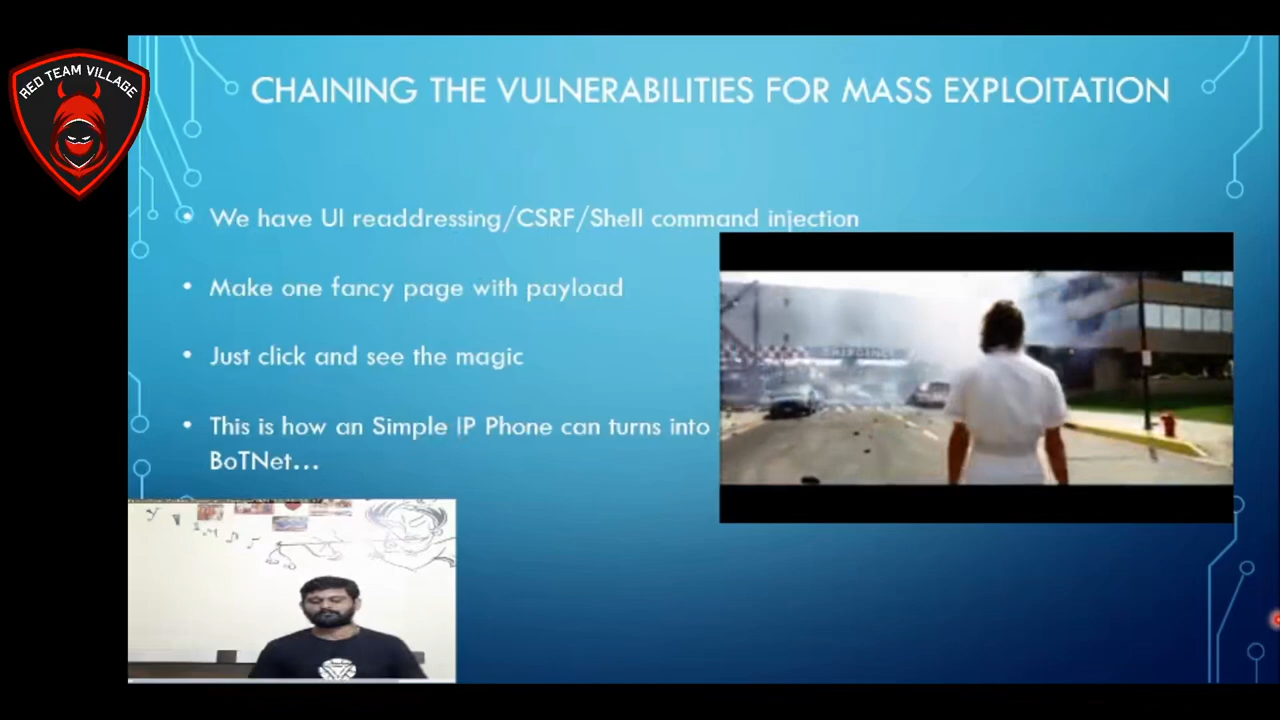 RED TEAM VILLAGE
CHAINING THE VULNERABILITIES FOR MASS EXPLOITATION
• We have UI readdressing/CSRF/Shell command injection
• Make one fancy page with payload
• Just click and see the magic
• This is how an Simple IP Phone can turns into
BoTNet...